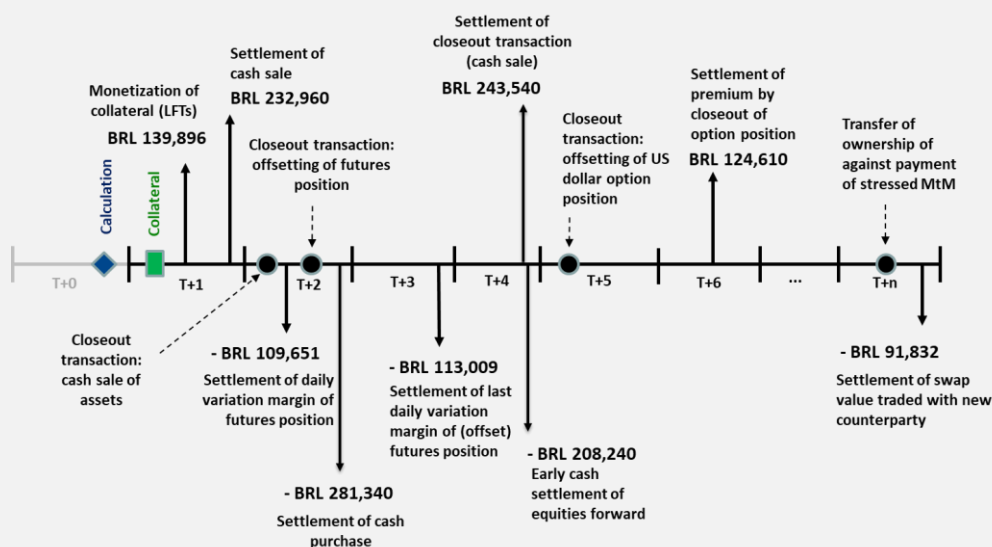 Settlement of
closeout transaction
(cash sale)
BRL 243,540
Settlement of
cash sale
BRL 232,960
Monetization of
collateral (LFTs)
BRL 139,896
Settlement of
premium by
closeout of
option position
BRL 124,610
Closeout transaction:
offsetting of futures
position
Closeout
transaction:
offsetting of US
dollar option
position
Transfer of
ownership of
against payment
of stressed MtM
Calculation
Collateral
T+0
T+1
T+2
T+3
T+4
T+5
T+6
...
T+n
Closeout
transaction:
cash sale of
assets
- BRL 109,651
Settlement of daily
variation margin of
futures position
- BRL 281,340
Settlement of cash
purchase
- BRL 113,009
Settlement of last
daily variation
margin of (offset)
futures position
- BRL 208,240
Early cash
settlement of
equities forward
- BRL 91,832
Settlement of swap
value traded with new
counterparty